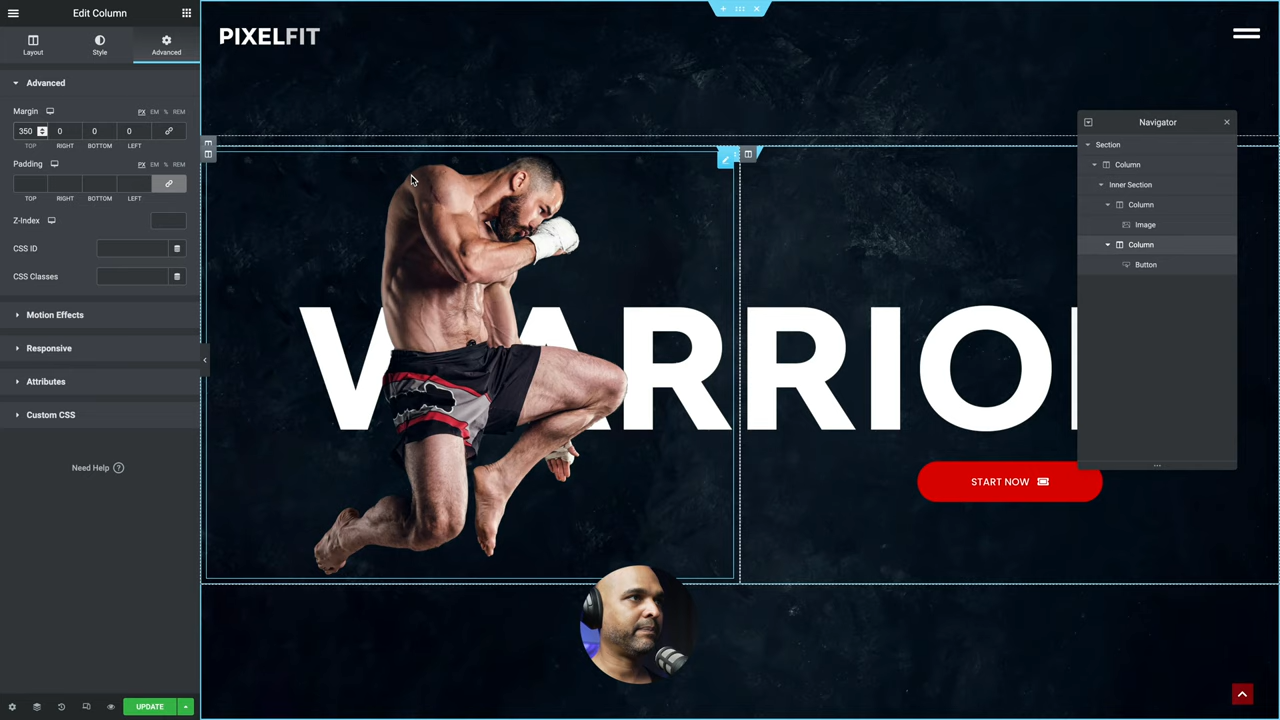 Edit Column
Layout
Style
Advanced
Advanced
Margin
PX EM % REM
350 0 0 0
TOP RIGHT BOTTOM LEFT
Padding
PX EM % REM
TOP RIGHT BOTTOM LEFT
Z-Index
CSS ID
CSS Classes
Motion Effects
Responsive
Attributes
Custom CSS
Need Help ?
UPDATE
PIXELFIT
WARRIOR
START NOW
Navigator
Section
Column
Inner Section
Column
Image
Column
Button